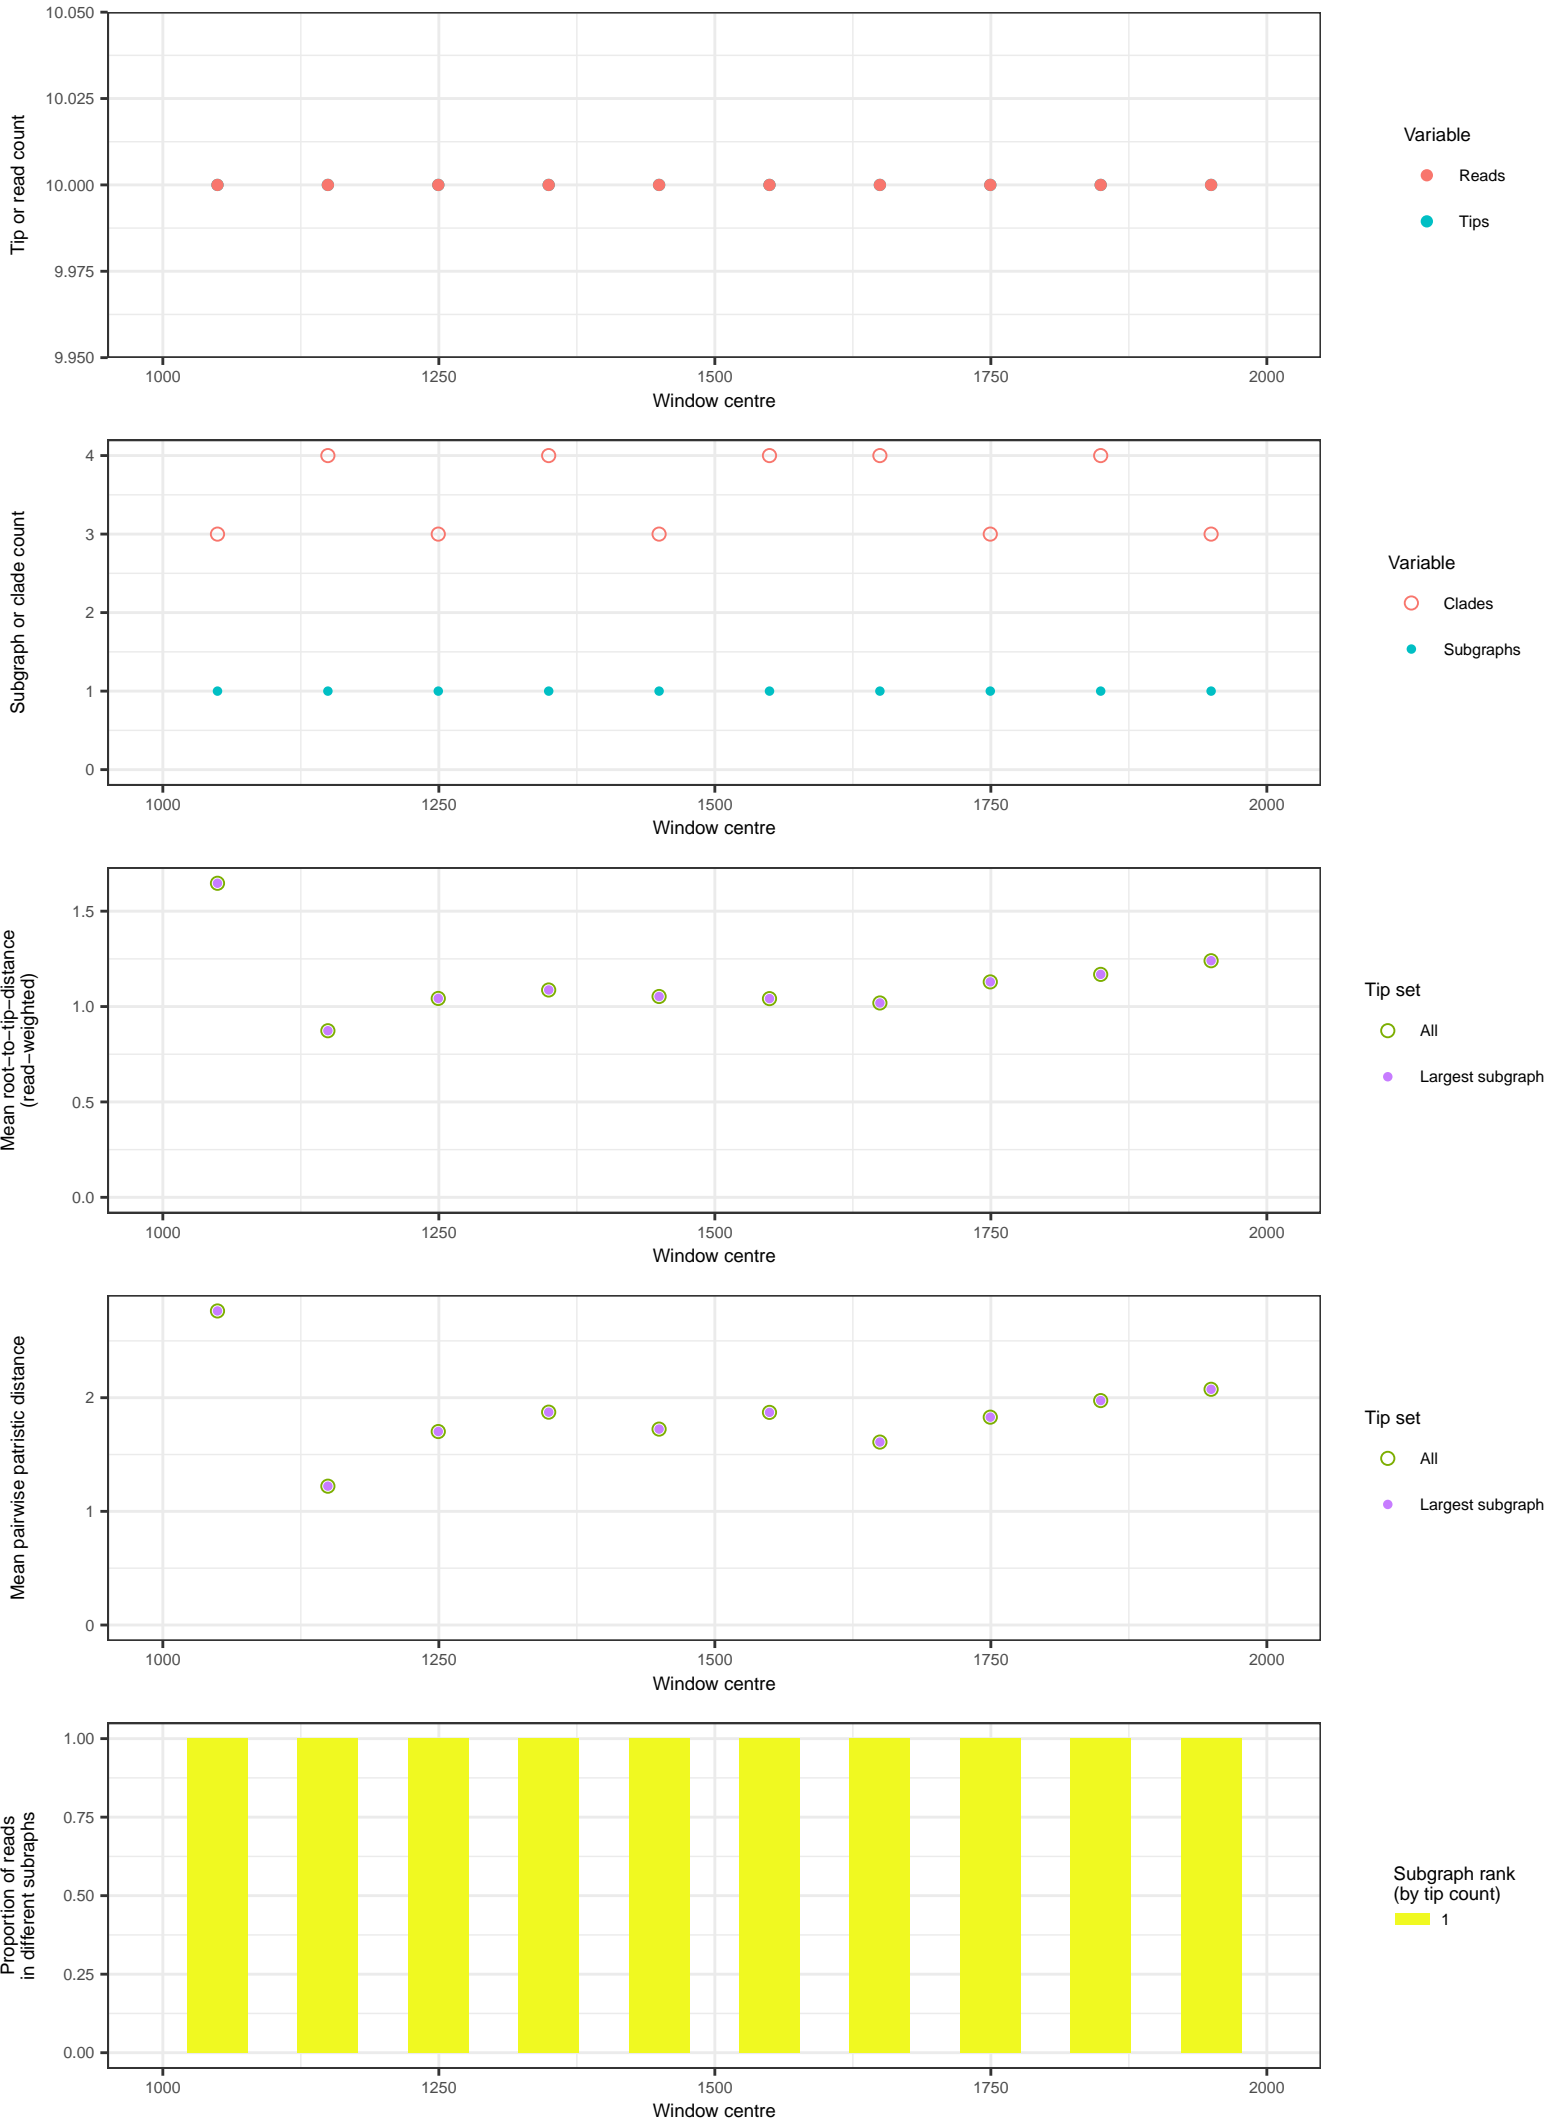 10.050
10.025
10.000
9.975
9.950
Tip or read count
1000 1250 1500 1750 2000
Window centre
Variable
Reads
Tips
4
3
2
1
0
Subgraph or clade count
1000 1250 1500 1750 2000
Window centre
Variable
Clades
Subgraphs
1.5
1.0
0.5
0.0
Mean root−to−tip−distance
(read−weighted)
1000 1250 1500 1750 2000
Window centre
Tip set
All
Largest subgraph
2
1
0
Mean pairwise patristic distance
1000 1250 1500 1750 2000
Window centre
Tip set
All
Largest subgraph
1.00
0.75
0.50
0.25
0.00
Proportion of reads
in different subraphs
1000 1250 1500 1750 2000
Window centre
Subgraph rank
(by tip count)
1